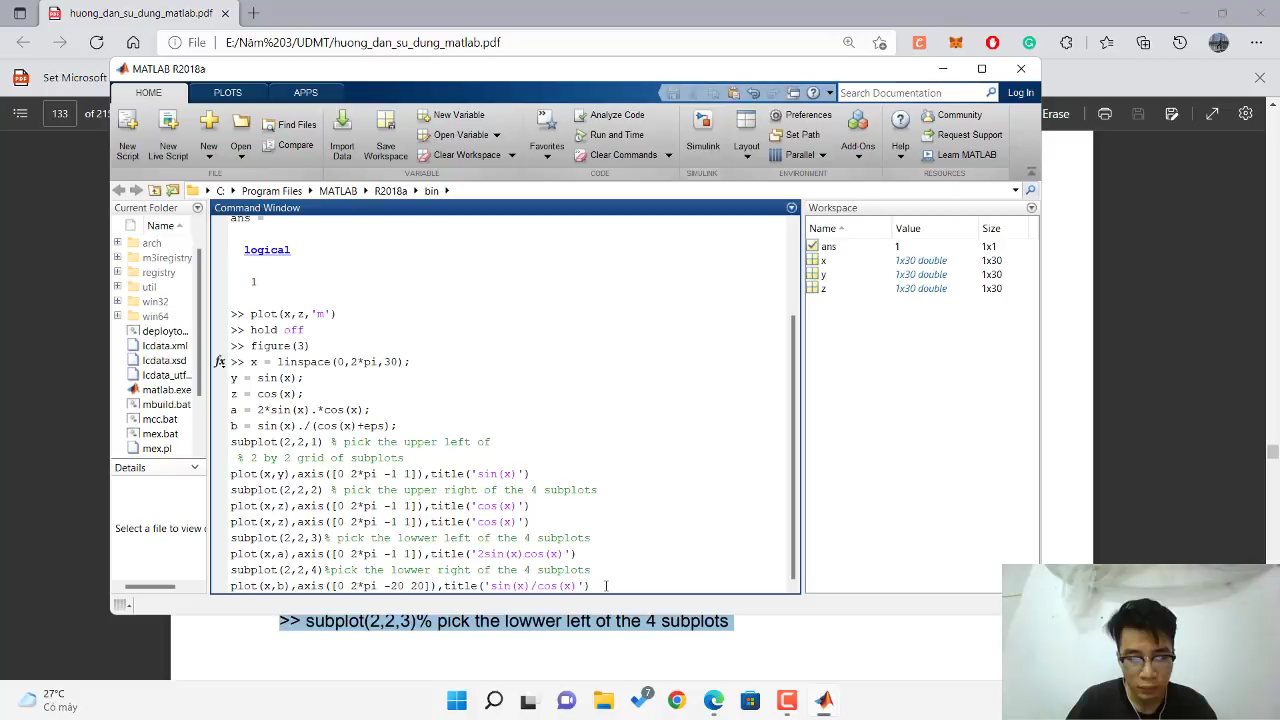 huong_dan_su_dung_matlab.pdf
File E:/Năm%203/UDMT/huong_dan_su_dung_matlab.pdf
Set Microsoft
133 of 21
Erase
MATLAB R2018a
HOME PLOTS APPS
Search Documentation
Log In
New Script
New Live Script
New
Open
Find Files
Compare
FILE
Import Data
Save Workspace
New Variable
Open Variable
Clear Workspace
VARIABLE
Favorites
Analyze Code
Run and Time
Clear Commands
CODE
Simulink
SIMULINK
Layout
Preferences
Set Path
Parallel
ENVIRONMENT
Add-Ons
Help
Community
Request Support
Learn MATLAB
RESOURCES
C: Program Files MATLAB R2018a bin
Current Folder
Name
arch
m3iregistry
registry
util
win32
win64
deployto...
lcdata.xml
lcdata.xsd
lcdata_utf...
matlab.exe
mbuild.bat
mcc.bat
mex.bat
mex.pl
Details
Select a file to view c
Command Window
ans =
logical
1
>> plot(x,z,'m')
>> hold off
>> figure(3)
fx >> x = linspace(0,2*pi,30);
y = sin(x);
z = cos(x);
a = 2*sin(x).*cos(x);
b = sin(x)./(cos(x)+eps);
subplot(2,2,1) % pick the upper left of
% 2 by 2 grid of subplots
plot(x,y),axis([0 2*pi -1 1]),title('sin(x)')
subplot(2,2,2) % pick the upper right of the 4 subplots
plot(x,z),axis([0 2*pi -1 1]),title('cos(x)')
plot(x,z),axis([0 2*pi -1 1]),title('cos(x)')
subplot(2,2,3)% pick the lowwer left of the 4 subplots
plot(x,a),axis([0 2*pi -1 1]),title('2sin(x)cos(x)')
subplot(2,2,4)%pick the lowwer right of the 4 subplots
plot(x,b),axis([0 2*pi -20 20]),title('sin(x)/cos(x)')
Workspace
Name Value Size
ans 1 1x1
x 1x30 double 1x30
y 1x30 double 1x30
z 1x30 double 1x30
>> subplot(2,2,3)% pick the lowwer left of the 4 subplots
27°C
Có mây
7